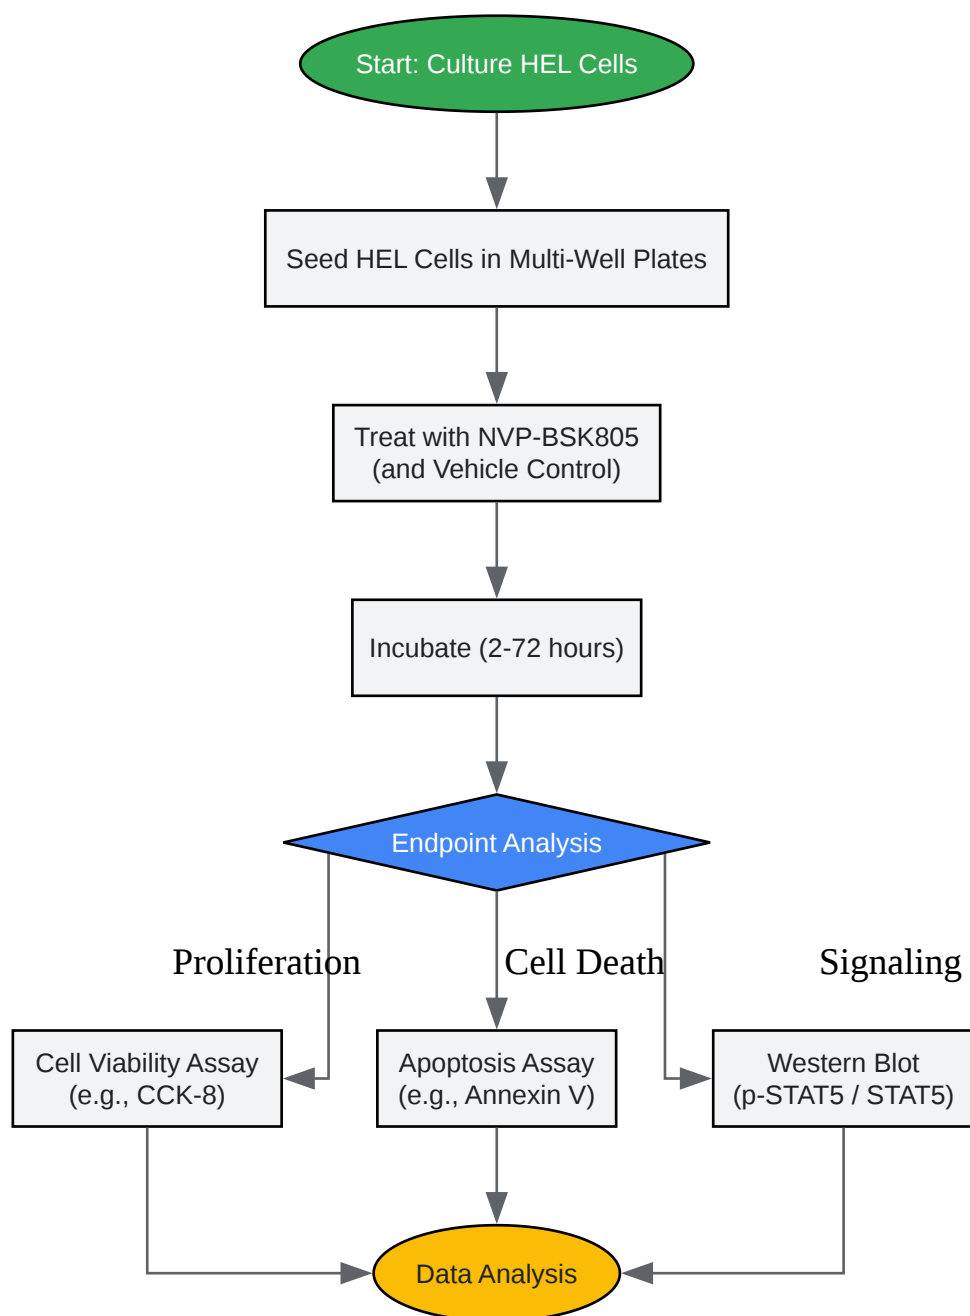 Start: Culture HEL Cells
Seed HEL Cells in Multi-Well Plates
Treat with NVP-BSK805
(and Vehicle Control)
Incubate (2-72 hours)
Endpoint Analysis
Proliferation
Cell Death
Signaling
Cell Viability Assay
(e.g., CCK-8)
Apoptosis Assay
(e.g., Annexin V)
Western Blot
(p-STAT5 / STAT5)
Data Analysis